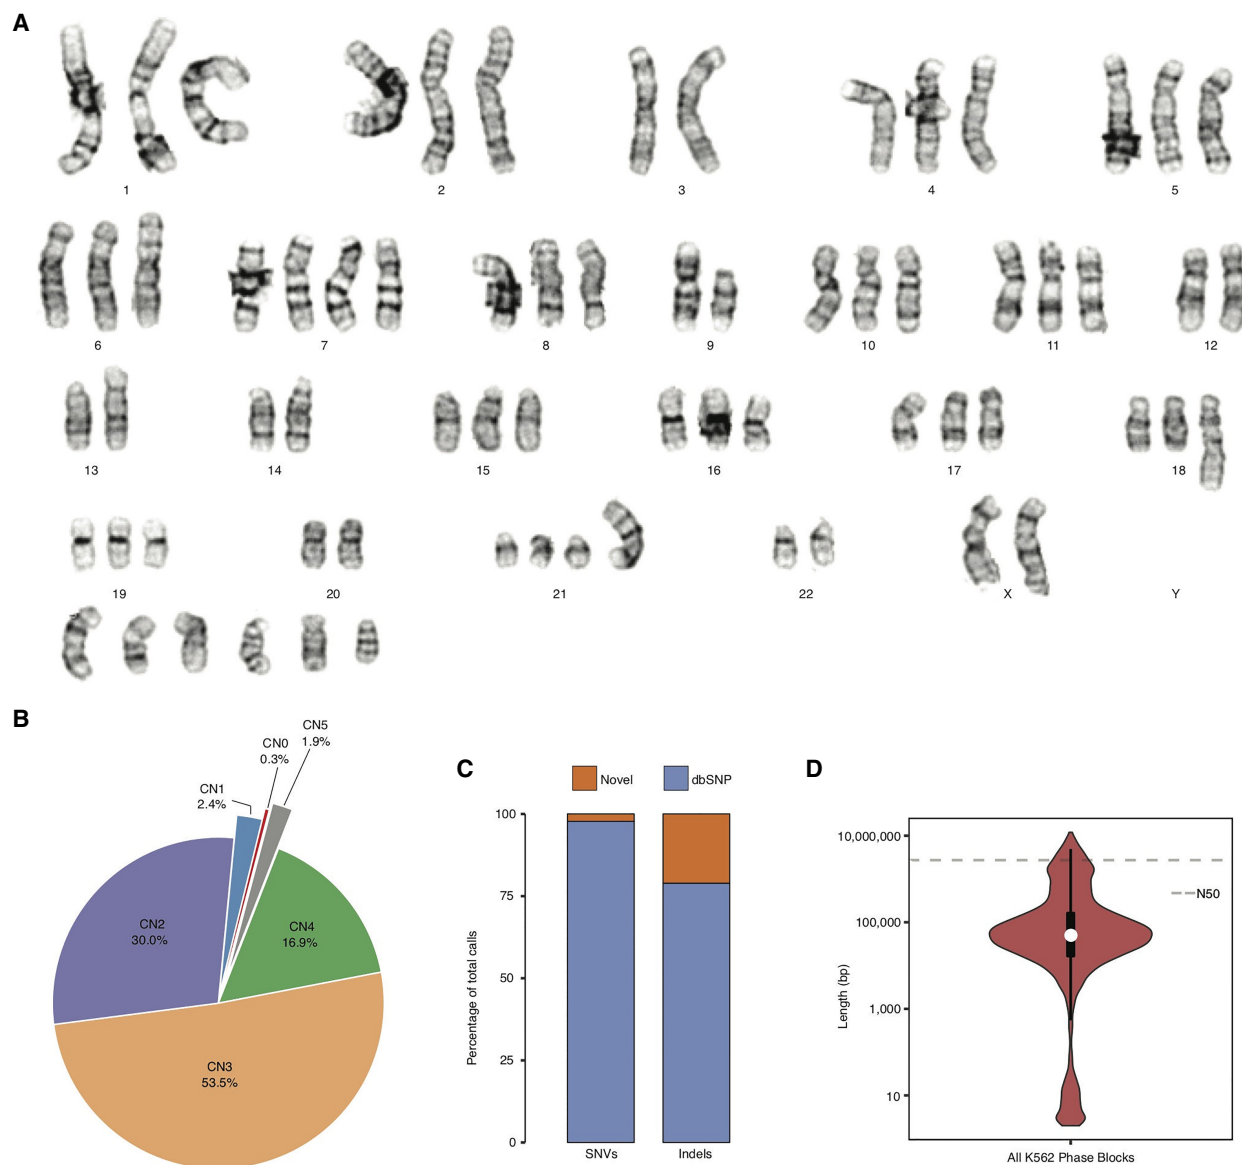 A
1 2 3 4 5
6 7 8 9 10 11 12
13 14 15 16 17 18
19 20 21 22 X Y
B
CN5
1.9%
CN0
0.3%
CN1
2.4%
CN2
30.0%
CN4
16.9%
CN3
53.5%
C
Novel dbSNP
Percentage of total calls
100
75
50
25
0
SNVs Indels
D
Length (bp)
10,000,000
100,000
1,000
10
N50
All K562 Phase Blocks